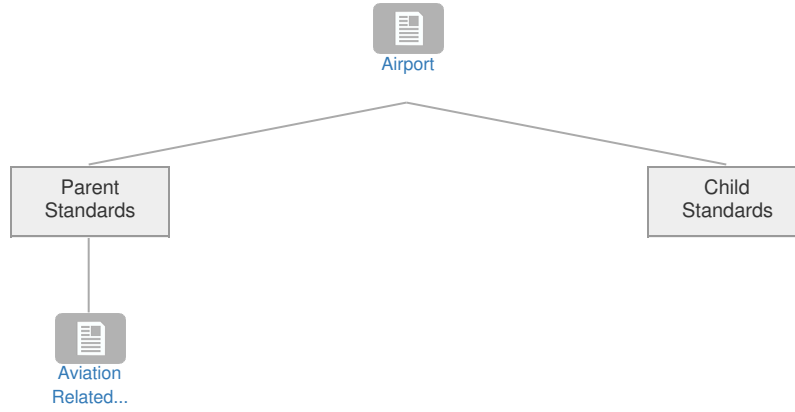 Airport
Parent
Standards
Child
Standards
Aviation
Related...